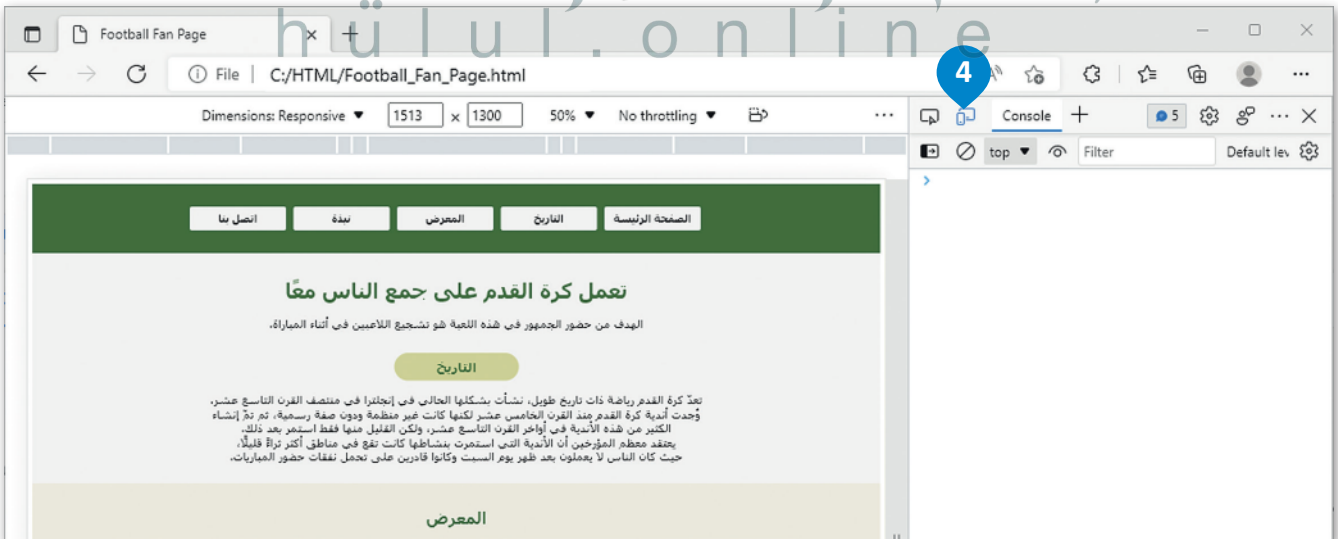 hülul.online
Football Fan Page
File | C:/HTML/Football_Fan_Page.html
4
Dimensions: Responsive 1513 x 1300 50% No throttling
Console 5
top Filter Default lev
الصفحة الرئيسة التاريخ المعرض نبذة اتصل بنا
تعمل كرة القدم على جمع الناس معًا
الهدف من حضور الجمهور في هذه اللعبة هو تشجيع اللاعبين في أثناء المباراة.
التاريخ
تعدّ كرة القدم رياضة ذات تاريخ طويل، نشأت بشكلها الحالي في إنجلترا في منتصف القرن التاسع عشر.
وُجدت أندية كرة القدم منذ القرن الخامس عشر لكنها كانت غير منظمة ودون صفة رسمية، ثم تمّ إنشاء
الكثير من هذه الأندية في أواخر القرن التاسع عشر، ولكن القليل منها فقط استمر بعد ذلك.
يعتقد معظم المؤرخين أن الأندية التي استمرت بنشاطها كانت تقع في مناطق أكثر ثراءً قليلًا،
حيث كان الناس لا يعملون بعد ظهر يوم السبت وكانوا قادرين على تحمل نفقات حضور المباريات.
المعرض